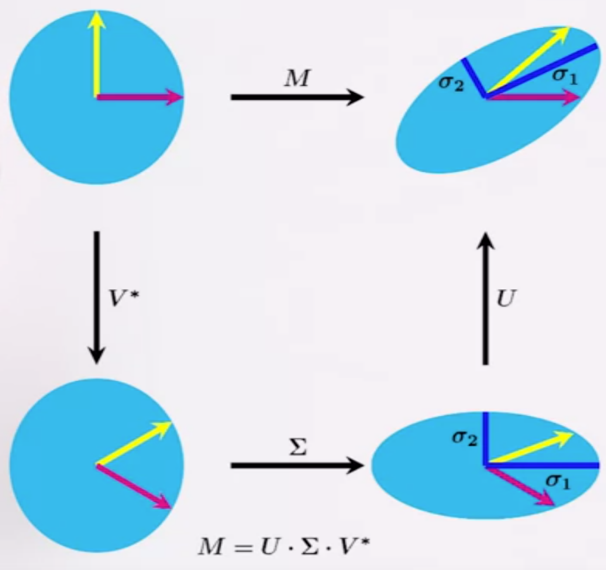 M
σ₂
σ₁
V*
U
Σ
σ₂
σ₁
M = U · Σ · V*